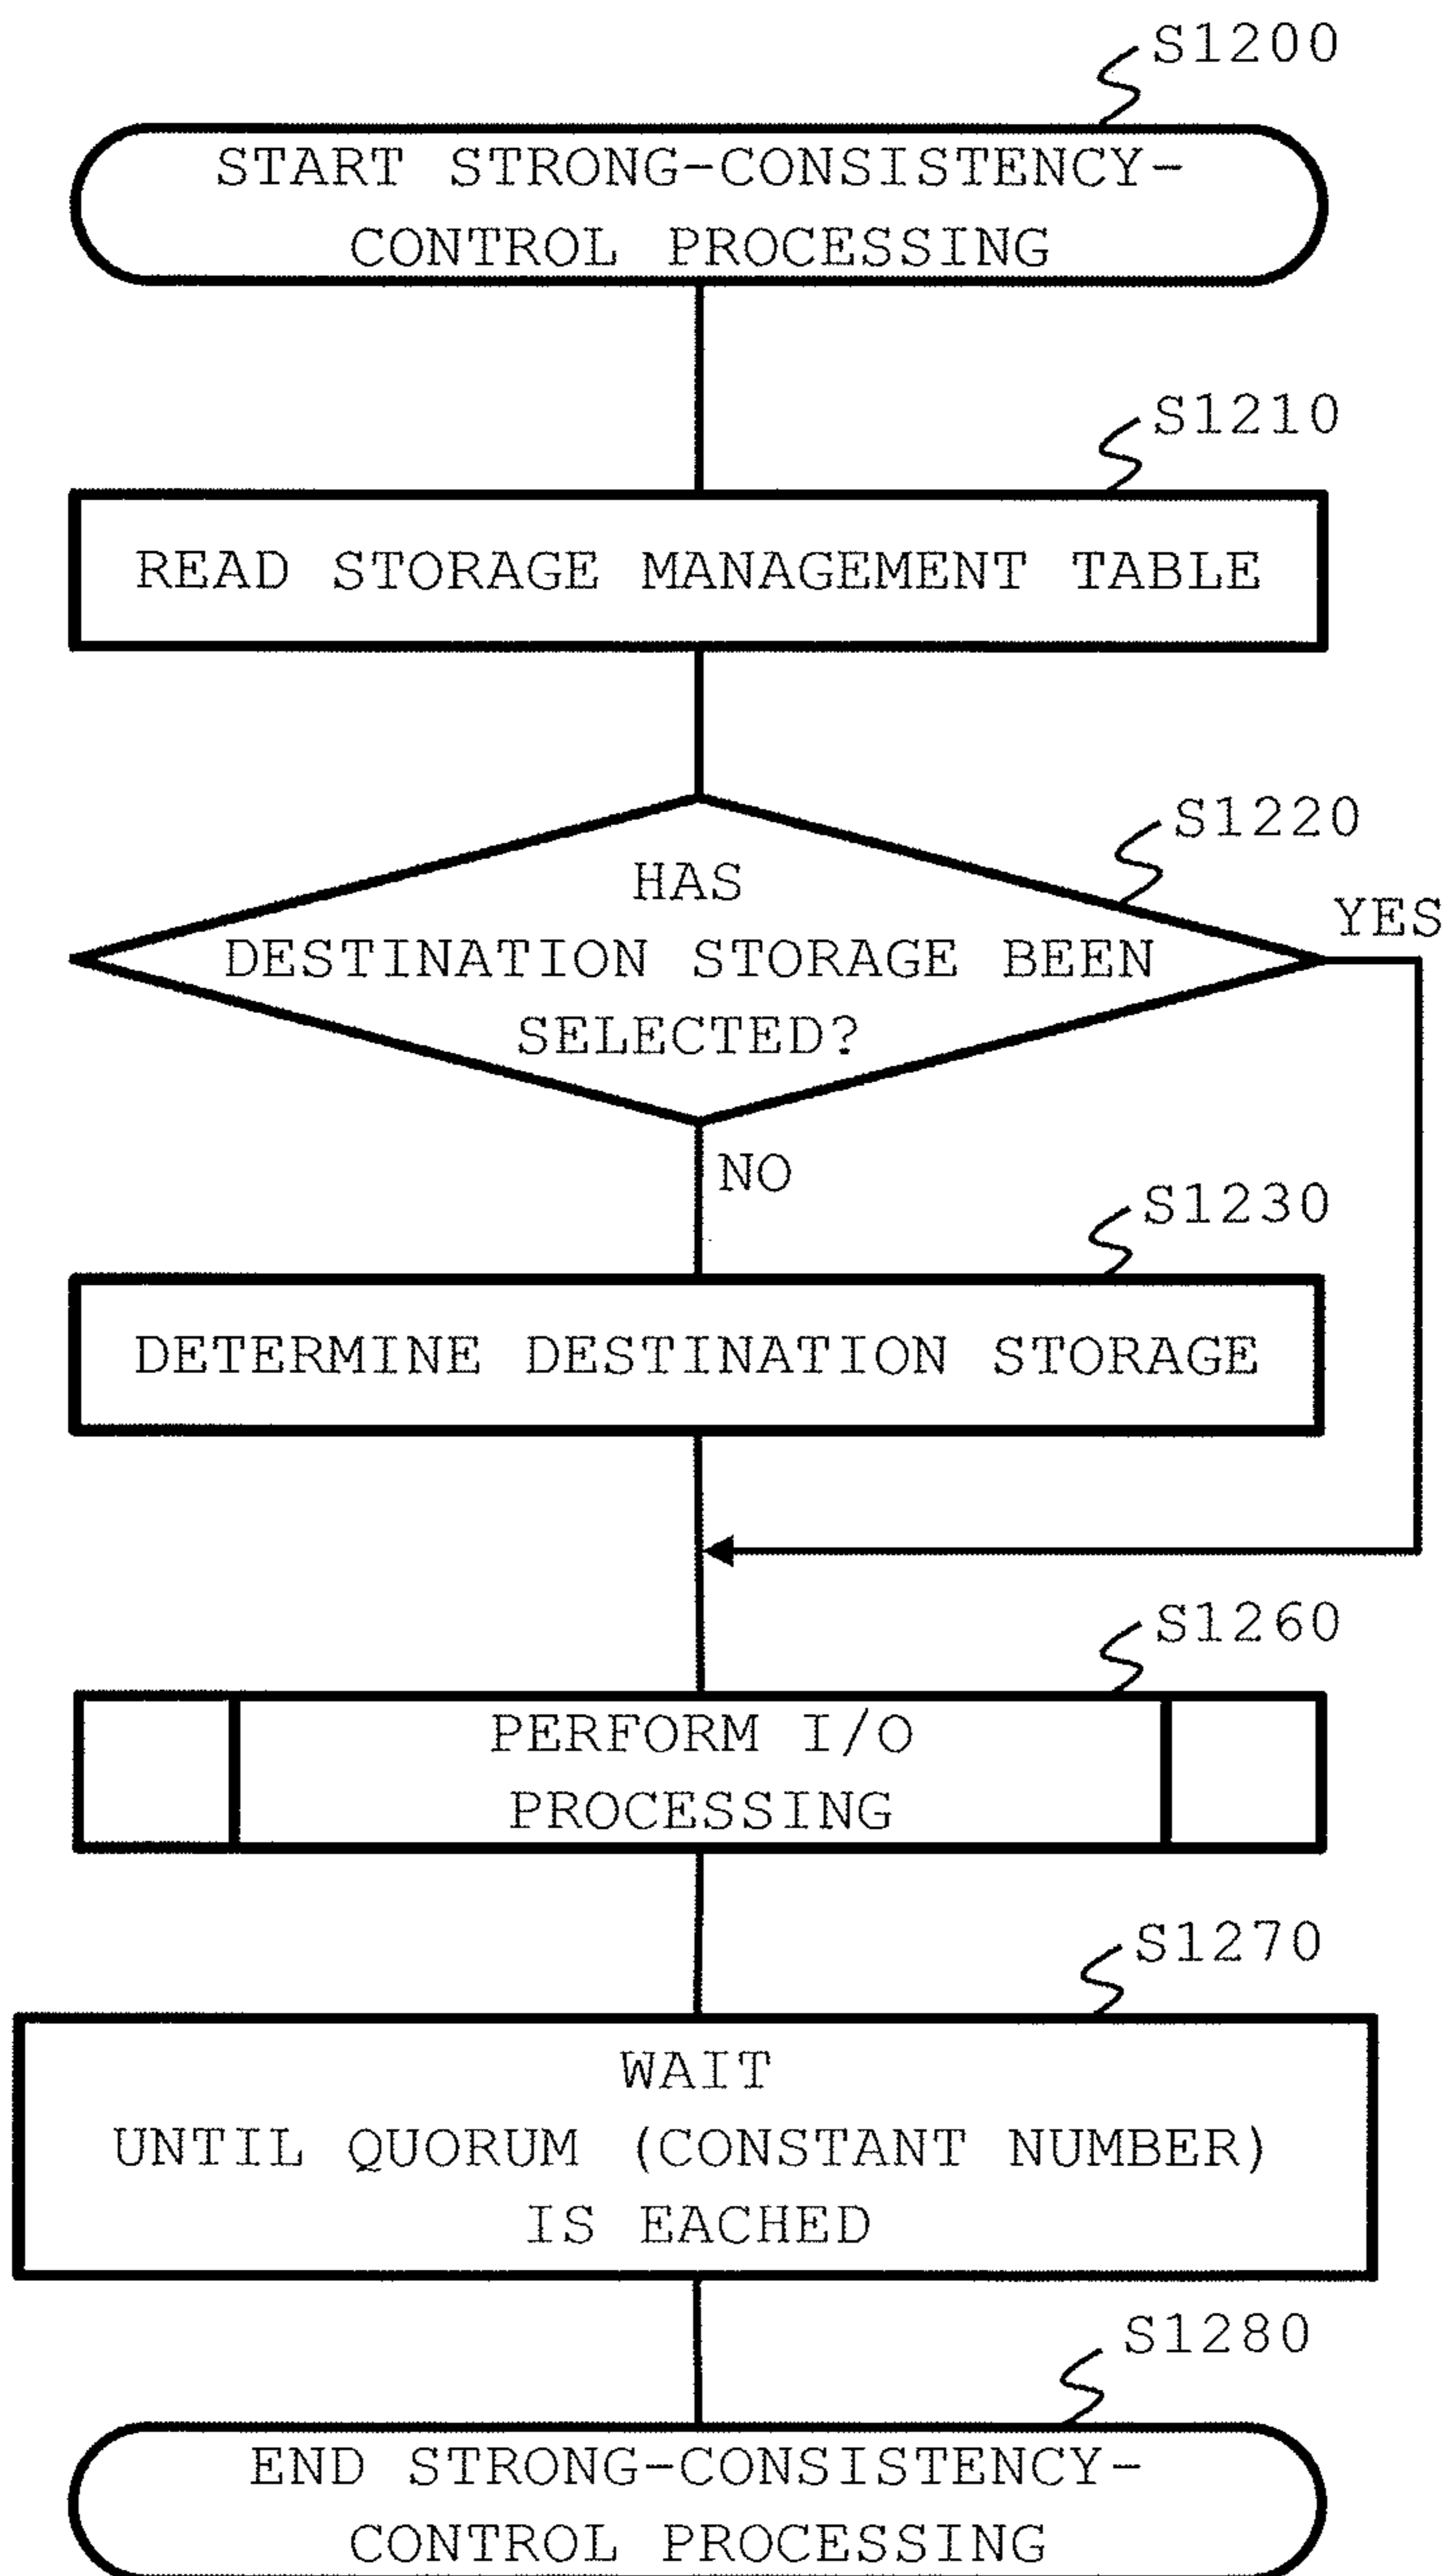 S1200
START STRONG-CONSISTENCY-
CONTROL PROCESSING
S1210
READ STORAGE MANAGEMENT TABLE
S1220
HAS
YES
DESTINATION STORAGE BEEN
SELECTED?
NO
S1230
DETERMINE DESTINATION STORAGE
S1260
PERFORM I/O
PROCESSING
S1270
WAIT
UNTIL QUORUM (CONSTANT NUMBER)
IS EACHED
S1280
END STRONG-CONSISTENCY-
CONTROL PROCESSING